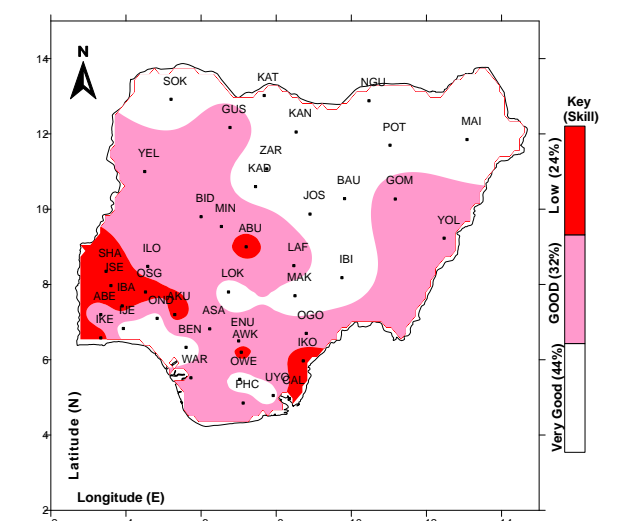 14
N
SOK
KAT
NGU
Key
(Skill)
GUS
KAN
12
POT
MAI
YEL
ZAR
KAD
BAU
GOM
JOS
10
BID
MIN
YOL
ABU
Low (24%)
SHA
ILO
LAF
IBI
ISE
OSG
LOK
MAK
8
IBA
ABE
OND
AKU
IJE
ASA
OGO
IKE
BEN
ENU
AWK
IKO
GOOD (32%)
6
WAR
OWE
UYO
CAL
PHC
Very Good (44%)
4
Latitude (N)
Longitude (E)
2